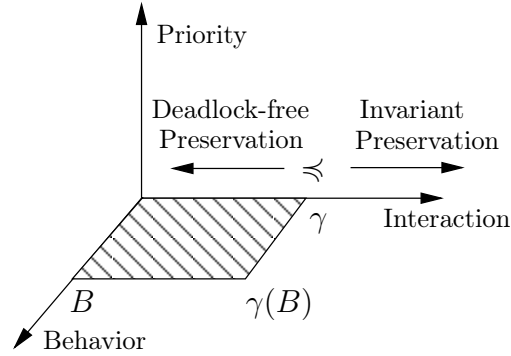 Priority
Deadlock-free
Preservation
Invariant
Preservation
≼
γ
Interaction
B
γ(B)
Behavior